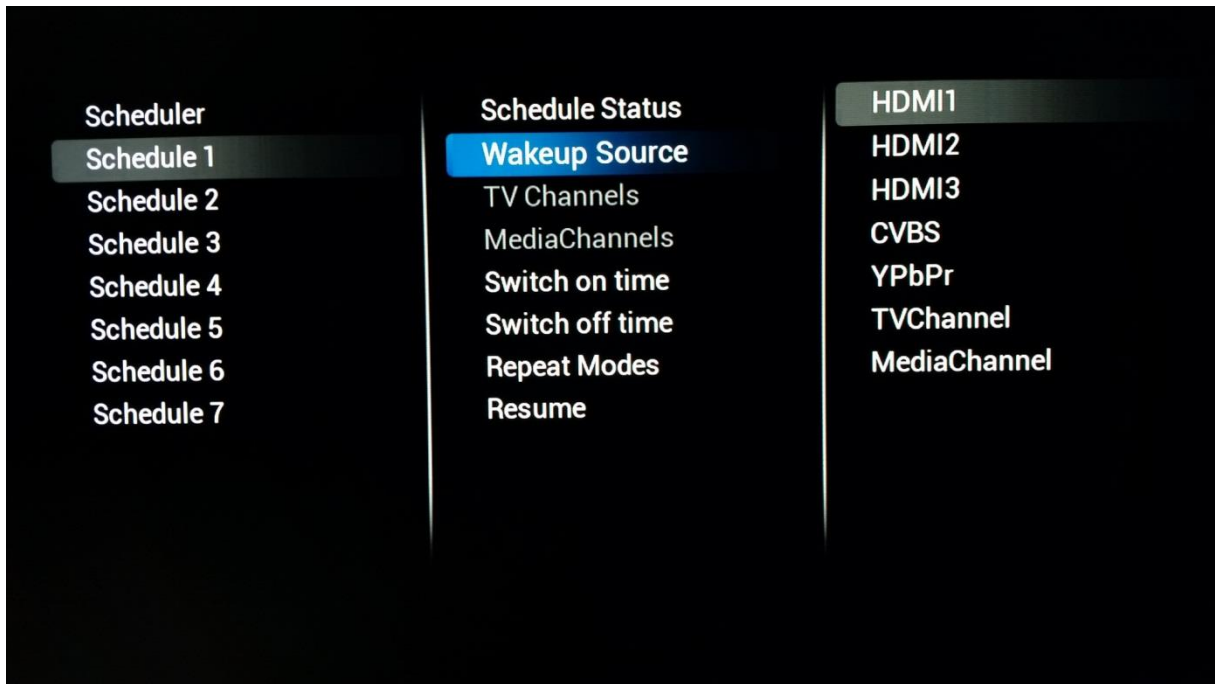 Scheduler
Schedule 1
Schedule 2
Schedule 3
Schedule 4
Schedule 5
Schedule 6
Schedule 7
Schedule Status
Wakeup Source
TV Channels
MediaChannels
Switch on time
Switch off time
Repeat Modes
Resume
HDMI1
HDMI2
HDMI3
CVBS
YPbPr
TVChannel
MediaChannel